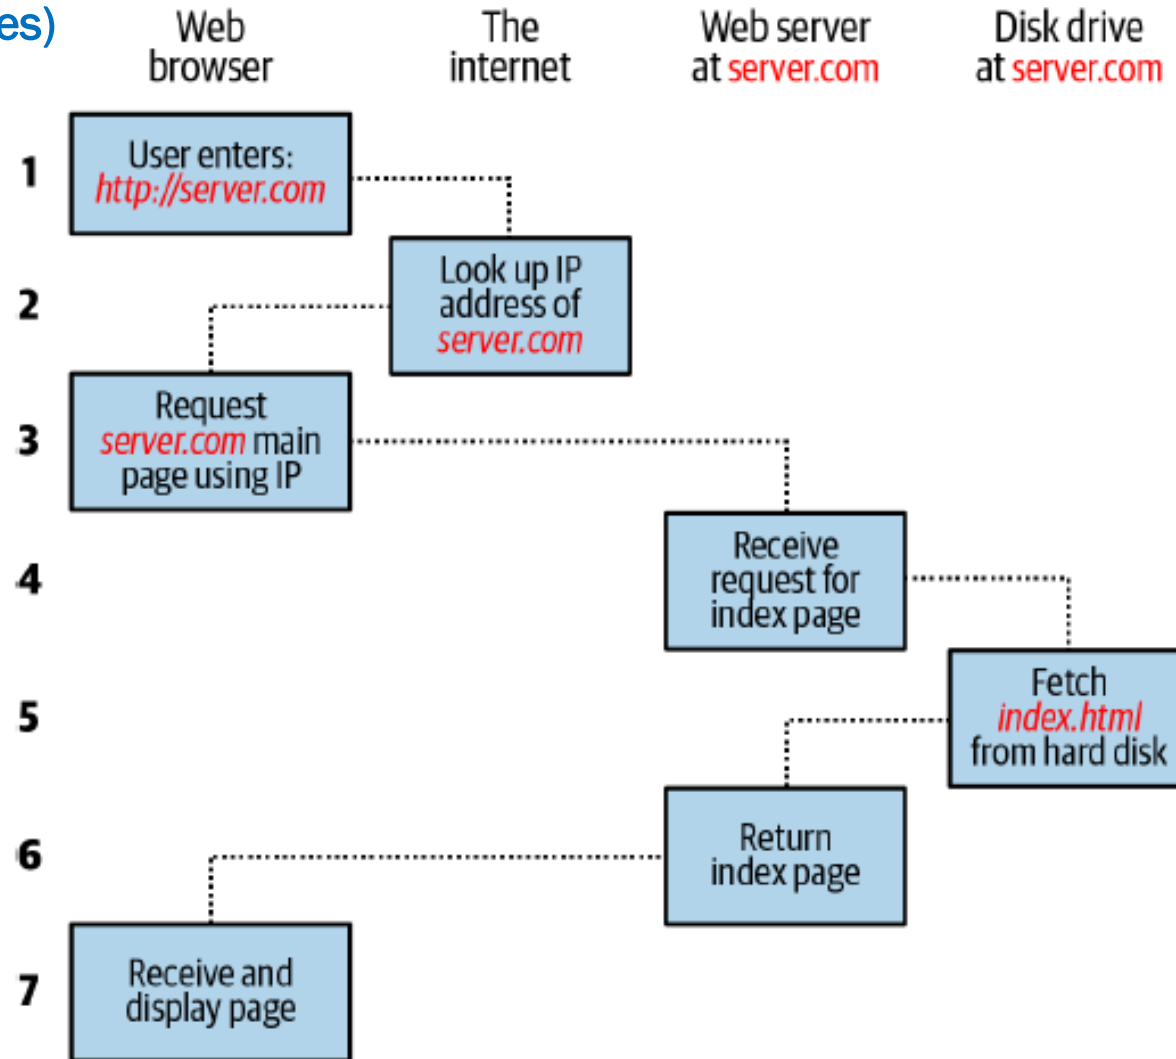 es)
Web
browser
The
internet
Web server
at server.com
Disk drive
at server.com
1
User enters:
http://server.com
2
Look up IP
address of
server.com
3
Request
server.com main
page using IP
4
Receive
request for
index page
5
Fetch
index.html
from hard disk
6
Return
index page
7
Receive and
display page